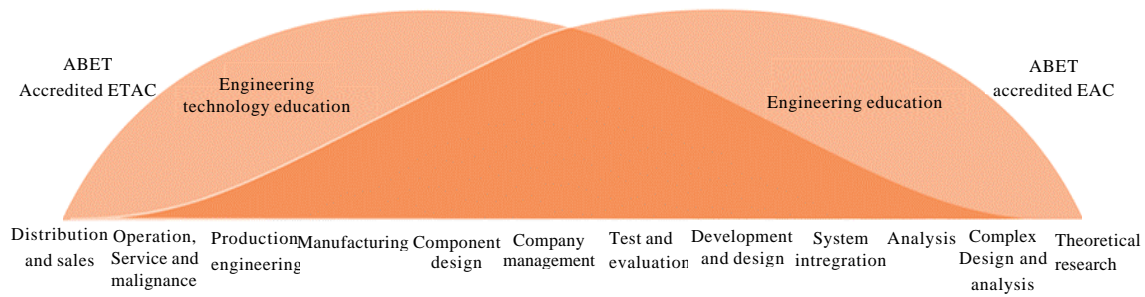 ABET
Accredited ETAC
Engineering
technology education
Engineering education
ABET
accredited EAC
Distribution
and sales
Operation,
Service and
malignance
Production
engineering
Manufacturing
Component
design
Company
management
Test and
evaluation
Development
and design
System
intregration
Analysis
Complex
Design and
analysis
Theoretical
research